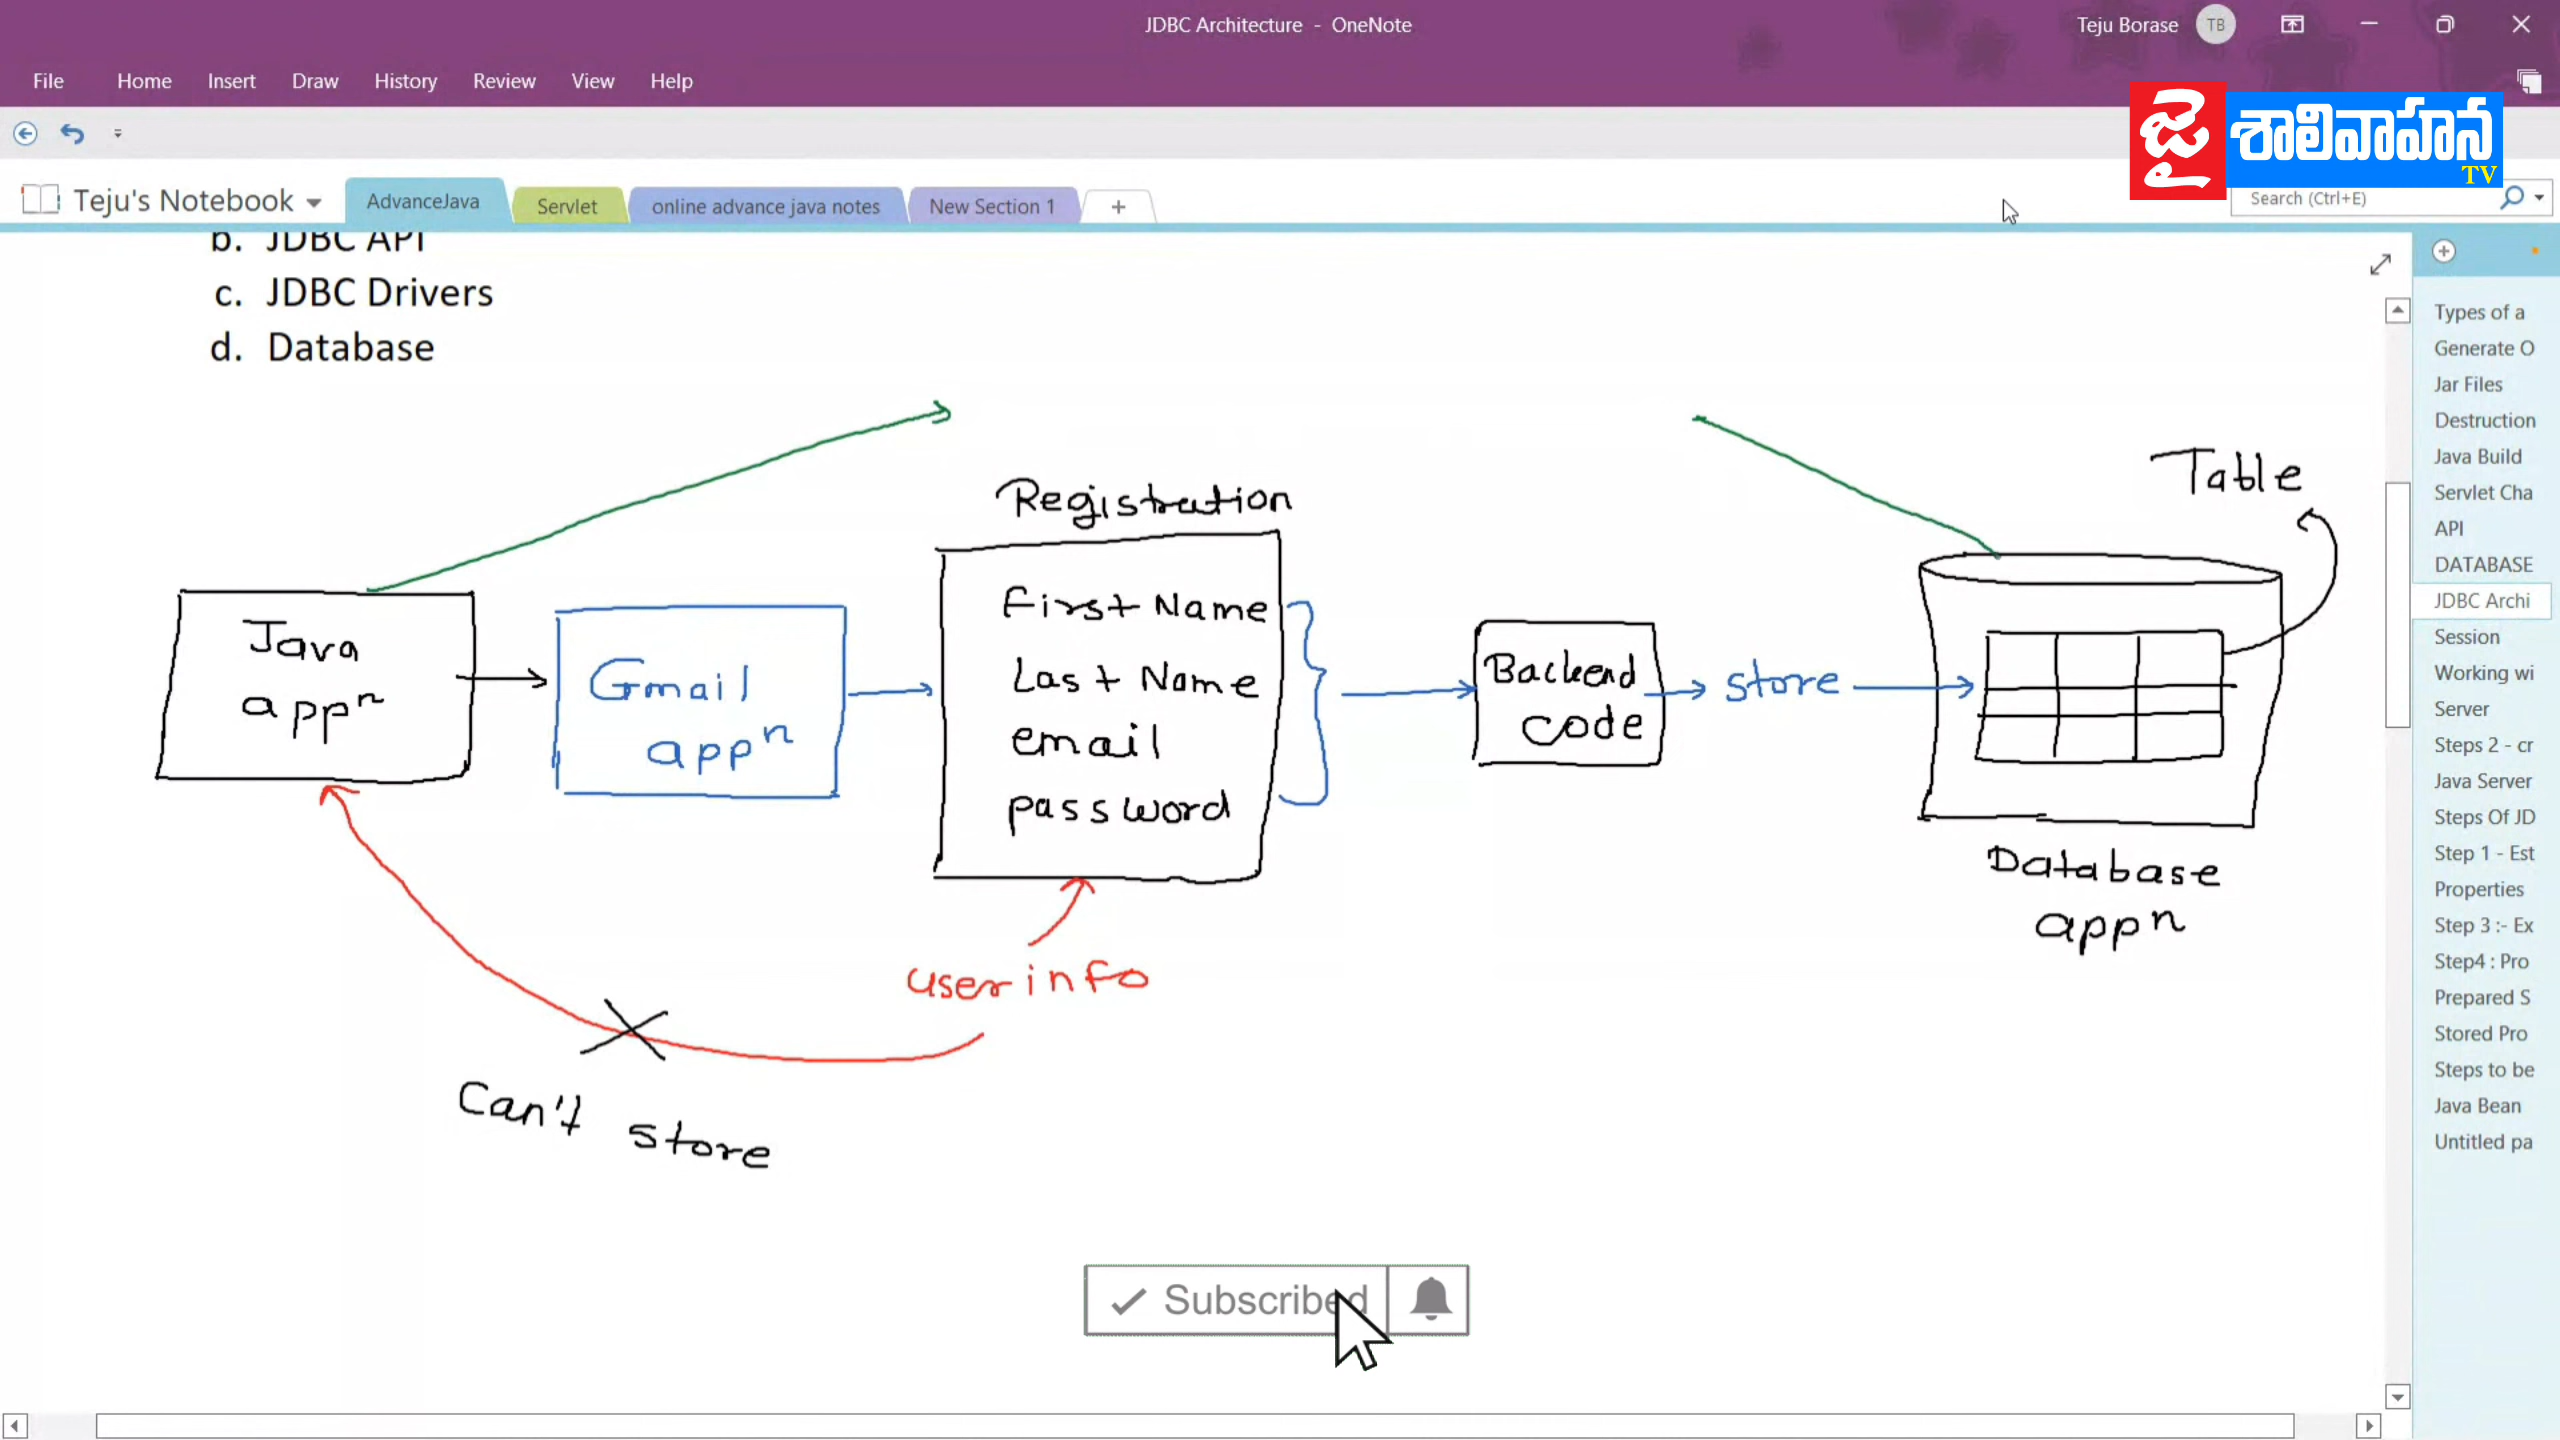 JDBC Architecture - OneNote
Teju Borase TB
File Home Insert Draw History Review View Help
జై శాలివాహన TV
Teju's Notebook AdvanceJava Servlet online advance java notes New Section 1 +
Search (Ctrl+E)
b. JDBC API
c. JDBC Drivers
d. Database
Table
Registration
First Name
Last Name
email
password
Java
appn
Gmail
appn
Backend
code
store
Database
appn
user info
Can't store
Subscribed
Types of a
Generate O
Jar Files
Destruction
Java Build
Servlet Cha
API
DATABASE
JDBC Archi
Session
Working wi
Server
Steps 2 - cr
Java Server
Steps Of JD
Step 1 - Est
Properties
Step 3 :- Ex
Step4 : Pro
Prepared S
Stored Pro
Steps to be
Java Bean
Untitled pa